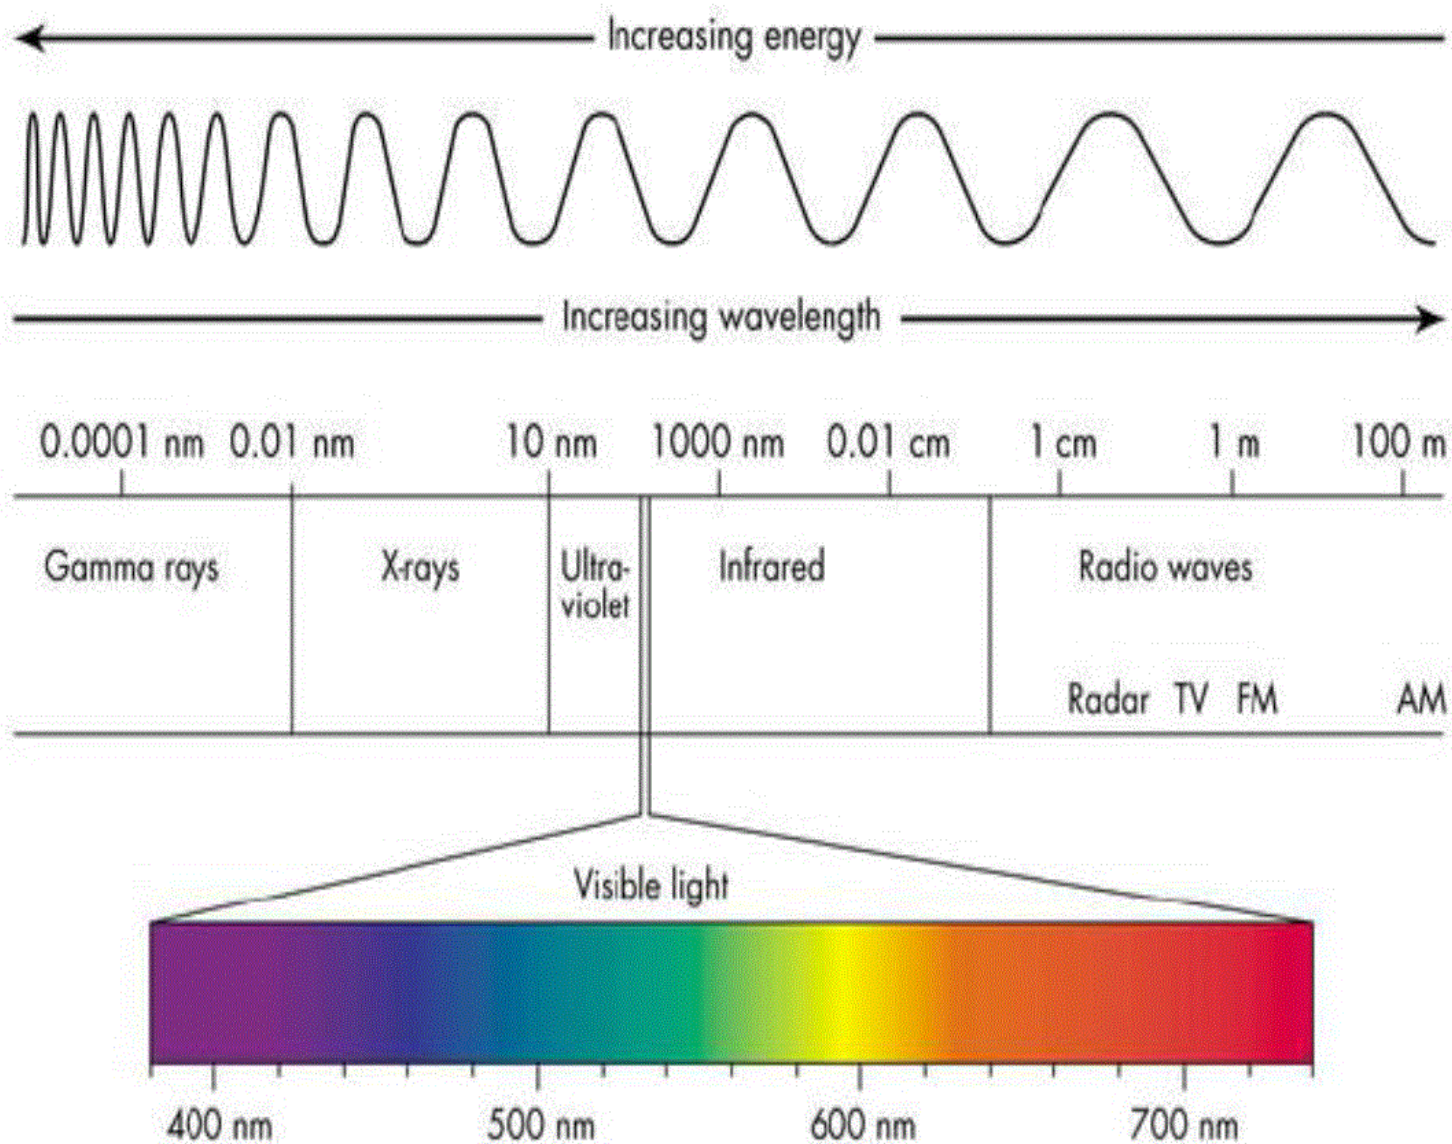 Increasing energy
Increasing wavelength
0.0001 nm 0.01 nm 10 nm 1000 nm 0.01 cm 1 cm 1 m 100 m
Gamma rays X-rays Ultra- Infrared Radio waves
violet
Radar TV FM AM
Visible light
400 nm 500 nm 600 nm 700 nm